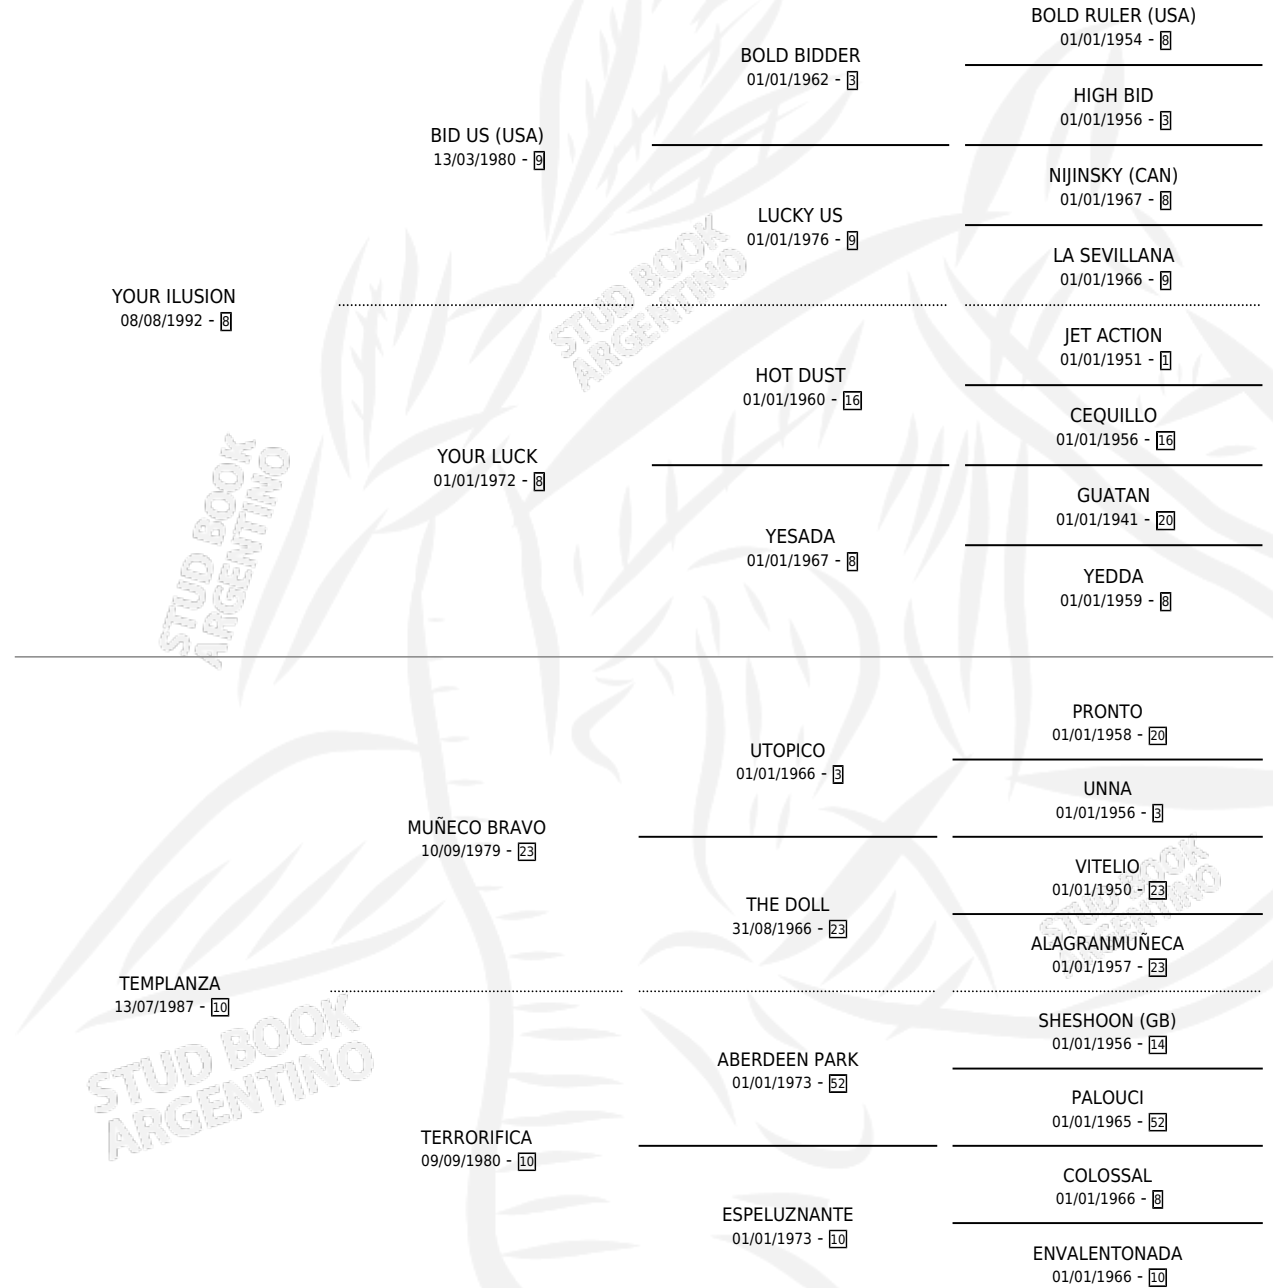 BOLD RULER (USA)
01/01/1954 - 8
BOLD BIDDER
01/01/1962 - 3
HIGH BID
01/01/1956 - 3
BID US (USA)
13/03/1980 - 9
NIJINSKY (CAN)
01/01/1967 - 8
LUCKY US
01/01/1976 - 9
LA SEVILLANA
01/01/1966 - 9
YOUR ILUSION
08/08/1992 - 8
JET ACTION
01/01/1951 - 1
HOT DUST
01/01/1960 - 16
CEQUILLO
01/01/1956 - 16
YOUR LUCK
01/01/1972 - 8
GUATAN
01/01/1941 - 20
YESADA
01/01/1967 - 8
YEDDA
01/01/1959 - 8
PRONTO
01/01/1958 - 20
UTOPICO
01/01/1966 - 3
UNNA
01/01/1956 - 3
MUÑECO BRAVO
10/09/1979 - 23
VITELIO
01/01/1950 - 23
THE DOLL
31/08/1966 - 23
ALAGRANMUÑECA
01/01/1957 - 23
TEMPLANZA
13/07/1987 - 10
SHESHOON (GB)
01/01/1956 - 14
ABERDEEN PARK
01/01/1973 - 52
PALOUCI
01/01/1965 - 52
TERRORIFICA
09/09/1980 - 10
COLOSSAL
01/01/1966 - 8
ESPELUZNANTE
01/01/1973 - 10
ENVALENTONADA
01/01/1966 - 10
STUD BOOK
ARGENTINO
STUD BOOK
ARGENTINO
STUD BOOK
ARGENTINO
STUD BOOK
ARGENTINO